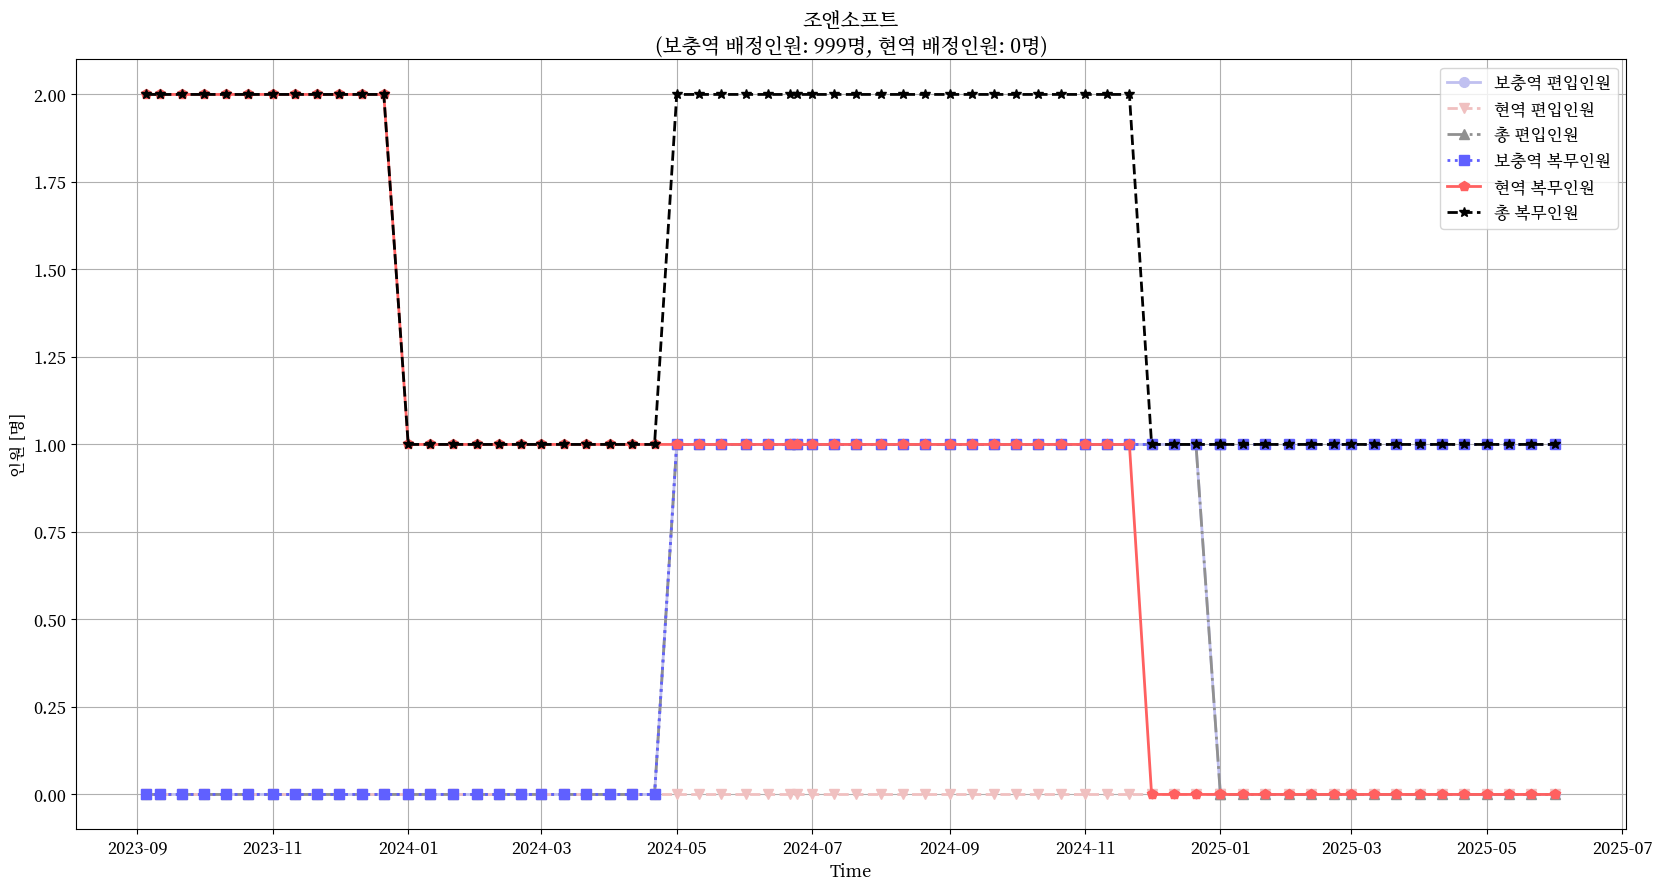 조앤소프트
(보충역 배정인원: 999명, 현역 배정인원: 0명)
보충역 편입인원
현역 편입인원
총 편입인원
보충역 복무인원
현역 복무인원
총 복무인원
인원 [명]
2.00
1.75
1.50
1.25
1.00
0.75
0.50
0.25
0.00
2023-09 2023-11 2024-01 2024-03 2024-05 2024-07 2024-09 2024-11 2025-01 2025-03 2025-05 2025-07
Time